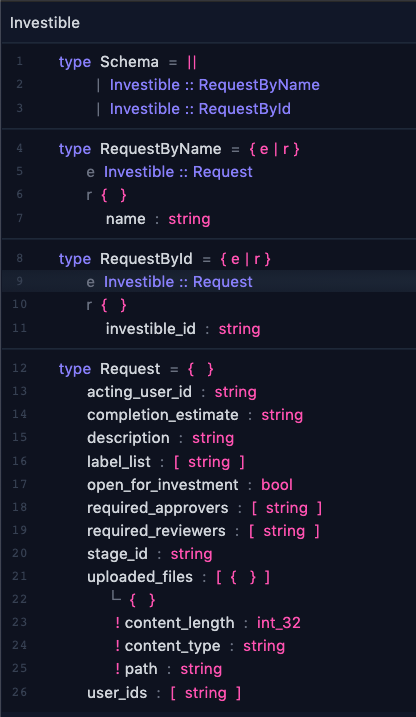 Investible
1 type Schema = ||
2 | Investible :: RequestByName
3 | Investible :: RequestById
4 type RequestByName = { e | r }
5 e Investible :: Request
6 r { }
7 name : string
8 type RequestById = { e | r }
9 e Investible :: Request
10 r { }
11 investible_id : string
12 type Request = { }
13 acting_user_id : string
14 completion_estimate : string
15 description : string
16 label_list : [ string ]
17 open_for_investment : bool
18 required_approvers : [ string ]
19 required_reviewers : [ string ]
20 stage_id : string
21 uploaded_files : [ { } ]
22 └ { }
23 ! content_length : int_32
24 ! content_type : string
25 ! path : string
26 user_ids : [ string ]